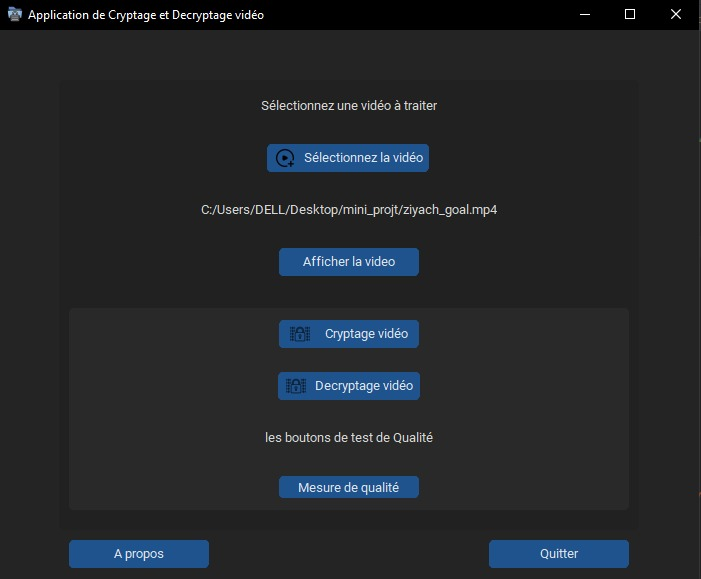 Application de Cryptage et Decryptage vidéo
Sélectionnez une vidéo à traiter
Sélectionnez la vidéo
C:/Users/DELL/Desktop/mini_projt/ziyach_goal.mp4
Afficher la video
Cryptage vidéo
Decryptage vidéo
les boutons de test de Qualité
Mesure de qualité
A propos
Quitter